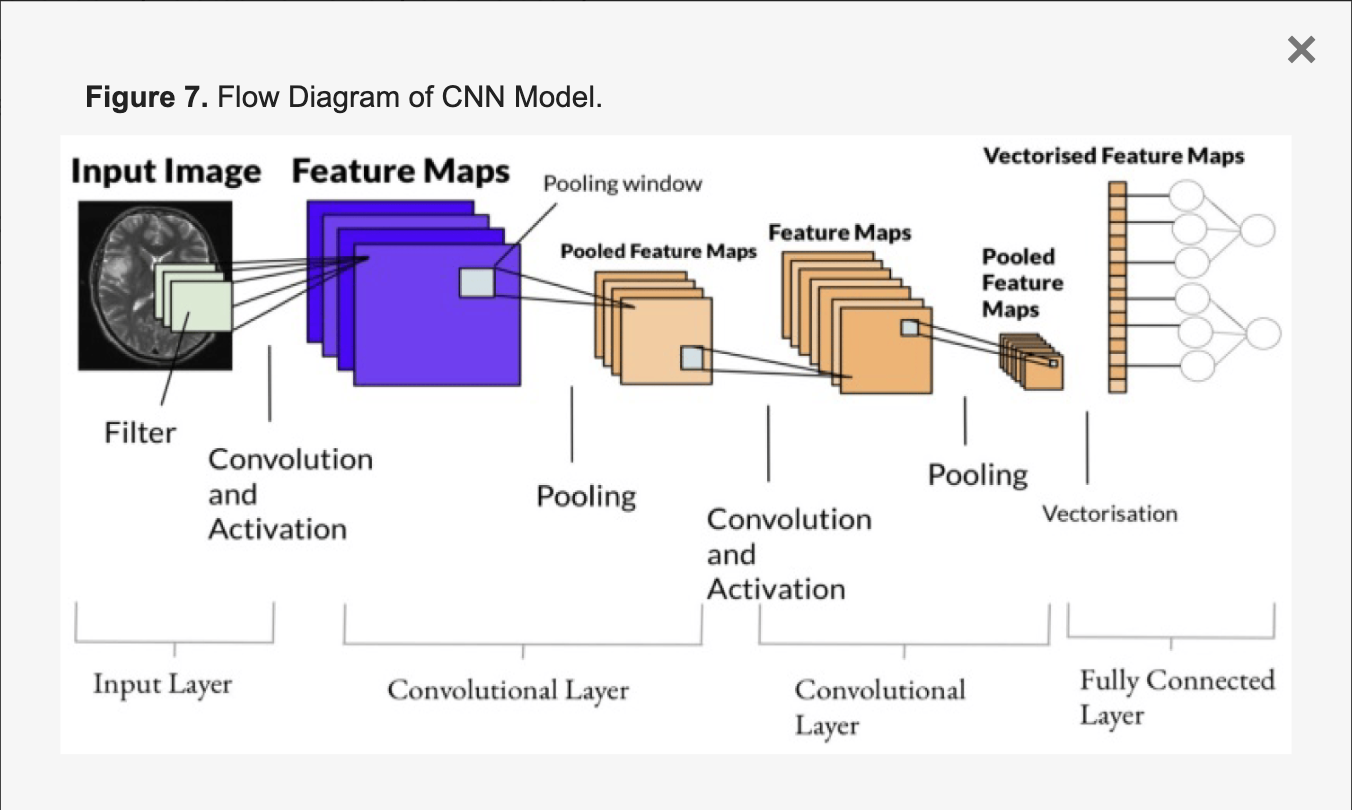 Figure 7. Flow Diagram of CNN Model.
Input Image
Feature Maps
Pooling window
Pooled Feature Maps
Feature Maps
Pooled
Feature
Maps
Vectorised Feature Maps
Filter
Convolution
and
Activation
Pooling
Convolution
and
Activation
Pooling
Vectorisation
Input Layer
Convolutional Layer
Convolutional
Layer
Fully Connected
Layer